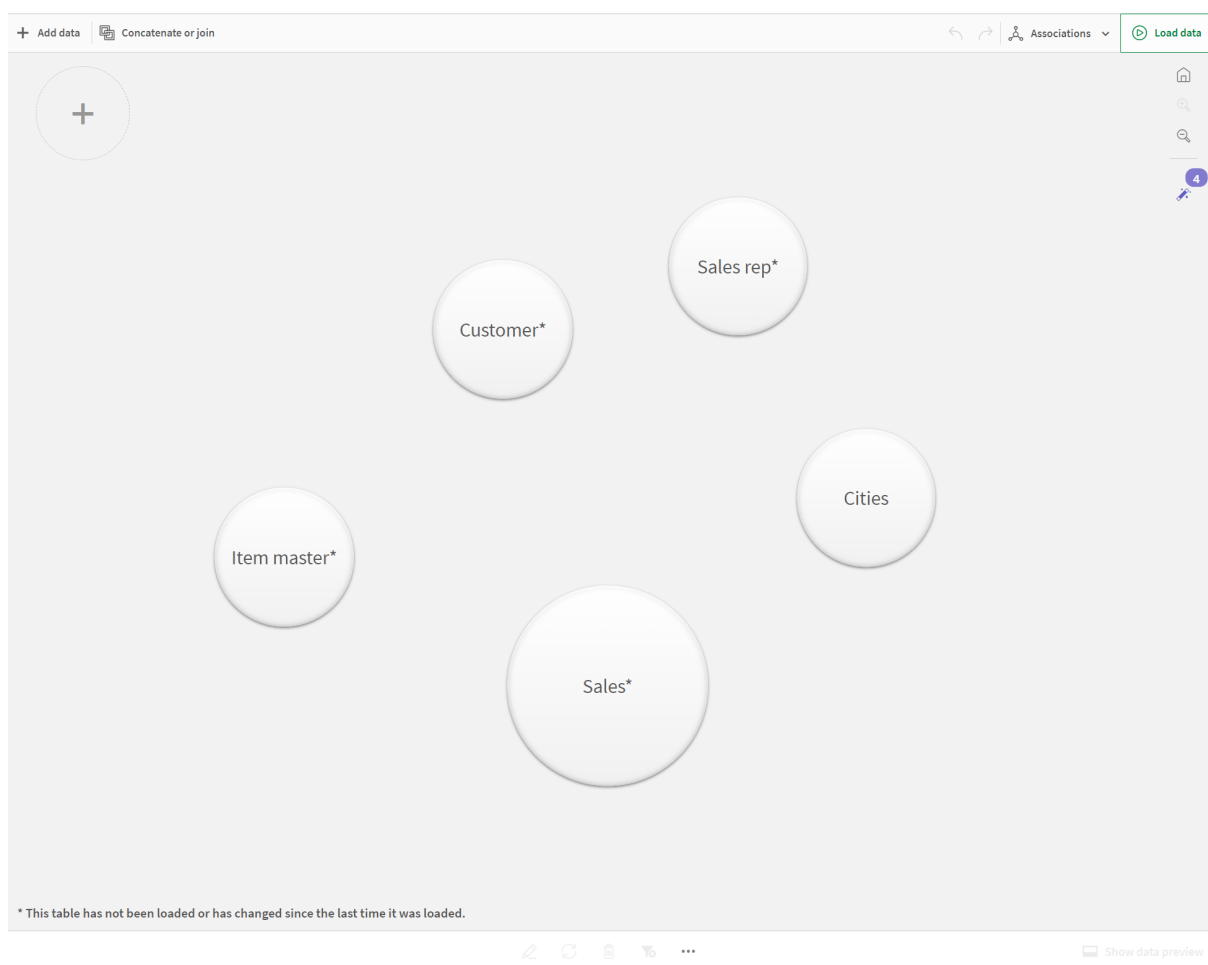 Add data
Concatenate or join
Associations
Load data
4
Sales rep*
Customer*
Cities
Item master*
Sales*
* This table has not been loaded or has changed since the last time it was loaded.
Show data preview